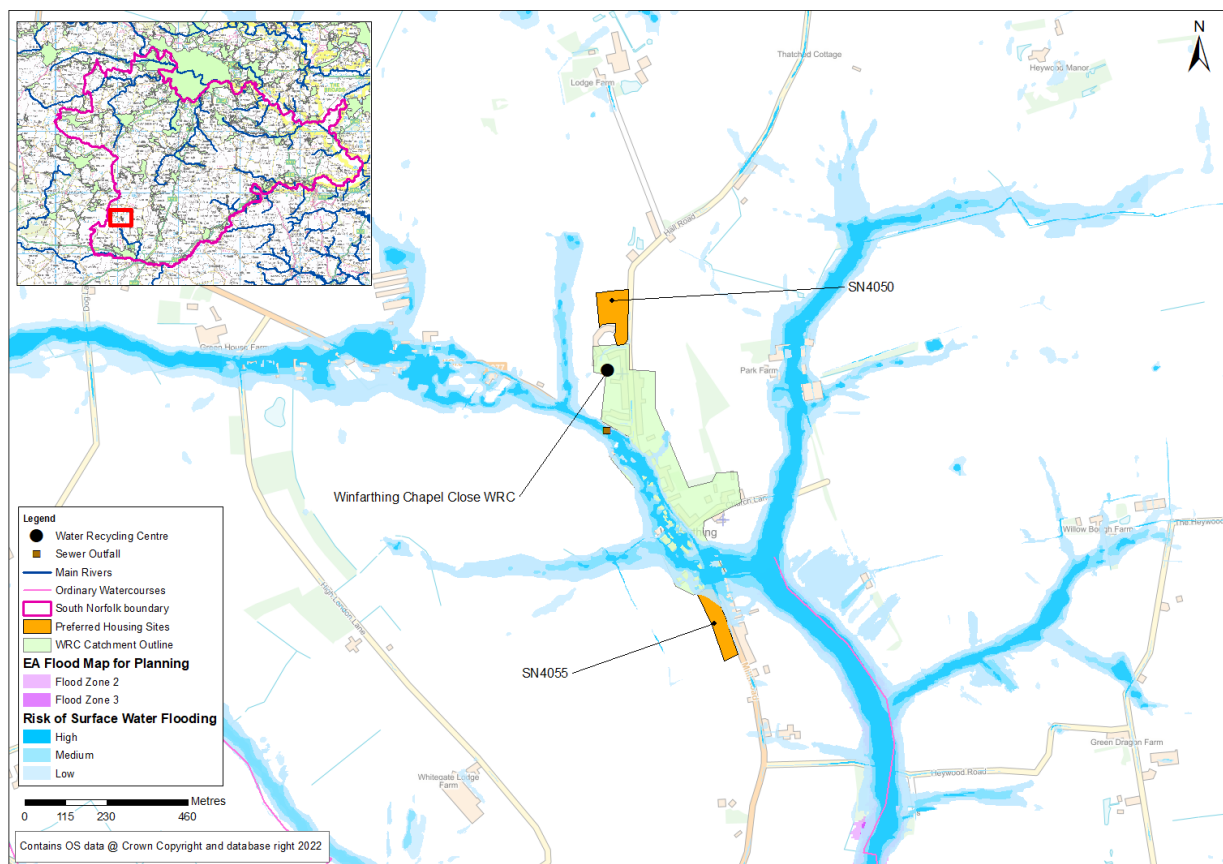 N
Thatched Cottage
Heywood Manor
Lodge Farm
Hall Road
SN4050
Green House Farm
Park Farm
Winfarthing Chapel Close WRC
Willow Bough Farm
The Heywood
High London Lane
SN4055
Green Dragon Farm
Heywood Road
Whitegate Lodge
Farm
Legend
Water Recycling Centre
Sewer Outfall
Main Rivers
Ordinary Watercourses
South Norfolk boundary
Preferred Housing Sites
WRC Catchment Outline
EA Flood Map for Planning
Flood Zone 2
Flood Zone 3
Risk of Surface Water Flooding
High
Medium
Low
Metres
0 115 230 460
Contains OS data @ Crown Copyright and database right 2022